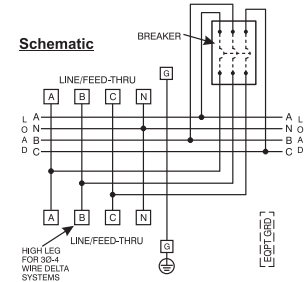 Schematic
BREAKER
LINE/FEED-THRU
G
A B C N
L O A D
A
N
B
C
A
N
B
C
L O A D
A B C N
LINE/FEED-THRU
G
HIGH LEG
FOR 3Ø-4
WIRE DELTA
SYSTEMS
EQPT GRD